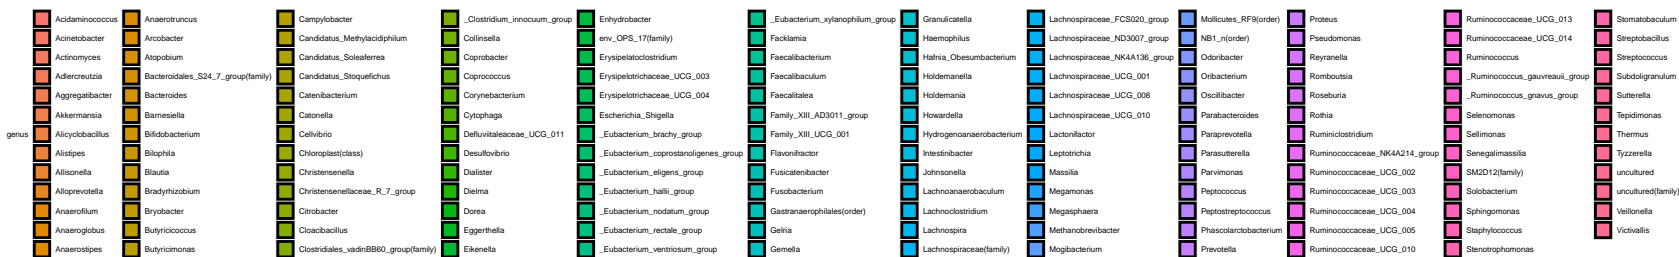 genus
Acidaminococcus
Acinetobacter
Actinomyces
Adlercreutzia
Aggregatibacter
Akkermansia
Alicyclobacillus
Alistipes
Allisonella
Alloprevotella
Anaerofilum
Anaeroglobus
Anaerostipes
Anaerotruncus
Arcobacter
Atopobium
Bacteroidales_S24_7_group(family)
Bacteroides
Barnesiella
Bifidobacterium
Bilophila
Blautia
Bradyrhizobium
Bryobacter
Butyricicoccus
Butyricimonas
Campylobacter
Candidatus_Methylacidiphilum
Candidatus_Soleaferrea
Candidatus_Stoquefichus
Catenibacterium
Catonella
Cellvibrio
Chloroplast(class)
Christensenella
Christensenellaceae_R_7_group
Citrobacter
Cloacibacillus
Clostridiales_vadinBB60_group(family)
_Clostridium_innocuum_group
Collinsella
Coprobacter
Coprococcus
Corynebacterium
Cytophaga
Defluviitaleaceae_UCG_011
Desulfovibrio
Dialister
Dielma
Dorea
Eggerthella
Eikenella
Enhydrobacter
env_OPS_17(family)
Erysipelatoclostridium
Erysipelotrichaceae_UCG_003
Erysipelotrichaceae_UCG_004
Escherichia_Shigella
_Eubacterium_brachy_group
_Eubacterium_coprostanoligenes_group
_Eubacterium_eligens_group
_Eubacterium_hallii_group
_Eubacterium_nodatum_group
_Eubacterium_rectale_group
_Eubacterium_ventriosum_group
_Eubacterium_xylanophilum_group
Facklamia
Faecalibacterium
Faecalibaculum
Faecalitalea
Family_XIII_AD3011_group
Family_XIII_UCG_001
Flavonifractor
Fusicatenibacter
Fusobacterium
Gastranaerophilales(order)
Gelria
Gemella
Granulicatella
Haemophilus
Hafnia_Obesumbacterium
Holdemanella
Holdemania
Howardella
Hydrogenoanaerobacterium
Intestinibacter
Johnsonella
Lachnoanaerobaculum
Lachnoclostridium
Lachnospira
Lachnospiraceae(family)
Lachnospiraceae_FCS020_group
Lachnospiraceae_ND3007_group
Lachnospiraceae_NK4A136_group
Lachnospiraceae_UCG_001
Lachnospiraceae_UCG_008
Lachnospiraceae_UCG_010
Lactonifactor
Leptotrichia
Massilia
Megamonas
Megasphaera
Methanobrevibacter
Mogibacterium
Mollicutes_RF9(order)
NB1_n(order)
Odoribacter
Oribacterium
Oscillibacter
Parabacteroides
Paraprevotella
Parasutterella
Parvimonas
Peptococcus
Peptostreptococcus
Phascolarctobacterium
Prevotella
Proteus
Pseudomonas
Reyranella
Romboutsia
Roseburia
Rothia
Ruminiclostridium
Ruminococcaceae_NK4A214_group
Ruminococcaceae_UCG_002
Ruminococcaceae_UCG_003
Ruminococcaceae_UCG_004
Ruminococcaceae_UCG_005
Ruminococcaceae_UCG_010
Ruminococcaceae_UCG_013
Ruminococcaceae_UCG_014
Ruminococcus
_Ruminococcus_gauvreauii_group
_Ruminococcus_gnavus_group
Selenomonas
Sellimonas
Senegalimassilia
SM2D12(family)
Solobacterium
Sphingomonas
Staphylococcus
Stenotrophomonas
Stomatobaculum
Streptobacillus
Streptococcus
Subdoligranulum
Sutterella
Tepidimonas
Thermus
Tyzzerella
uncultured
uncultured(family)
Veillonella
Victivallis